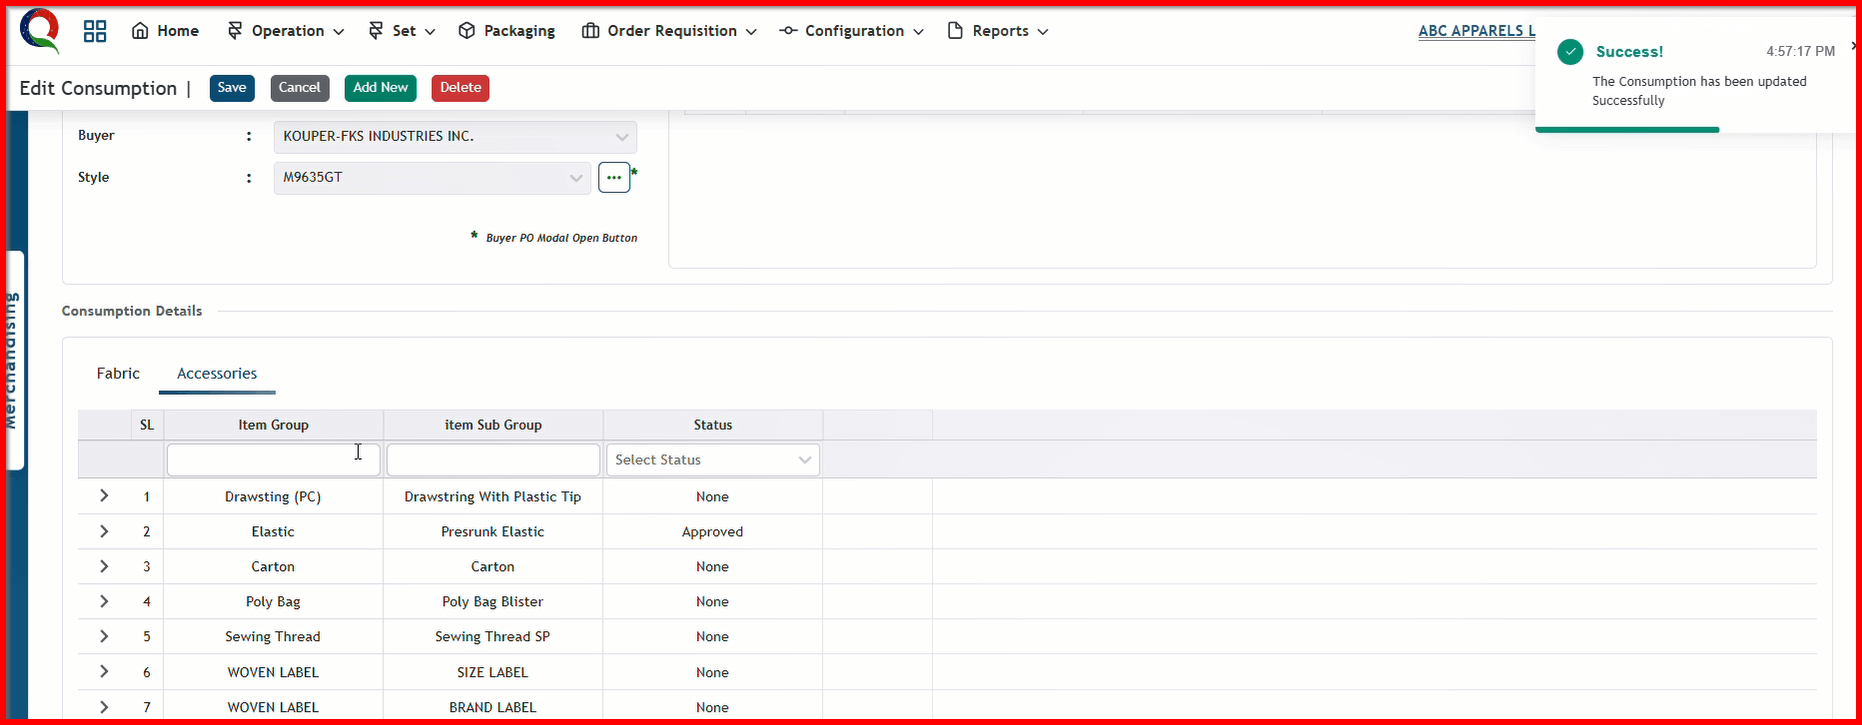 Home Operation Set Packaging Order Requisition Configuration Reports ABC APPARELS L
Success! 4:57:17 PM
The Consumption has been updated
Successfully
Edit Consumption | Save Cancel Add New Delete
Buyer : KOUPER-FKS INDUSTRIES INC.
Style : M9635GT ... *
* Buyer PO Modal Open Button
Merchandising
Consumption Details
Fabric Accessories
SL Item Group item Sub Group Status
Select Status
1 Drawsting (PC) Drawstring With Plastic Tip None
2 Elastic Presrunk Elastic Approved
3 Carton Carton None
4 Poly Bag Poly Bag Blister None
5 Sewing Thread Sewing Thread SP None
6 WOVEN LABEL SIZE LABEL None
7 WOVEN LABEL BRAND LABEL None